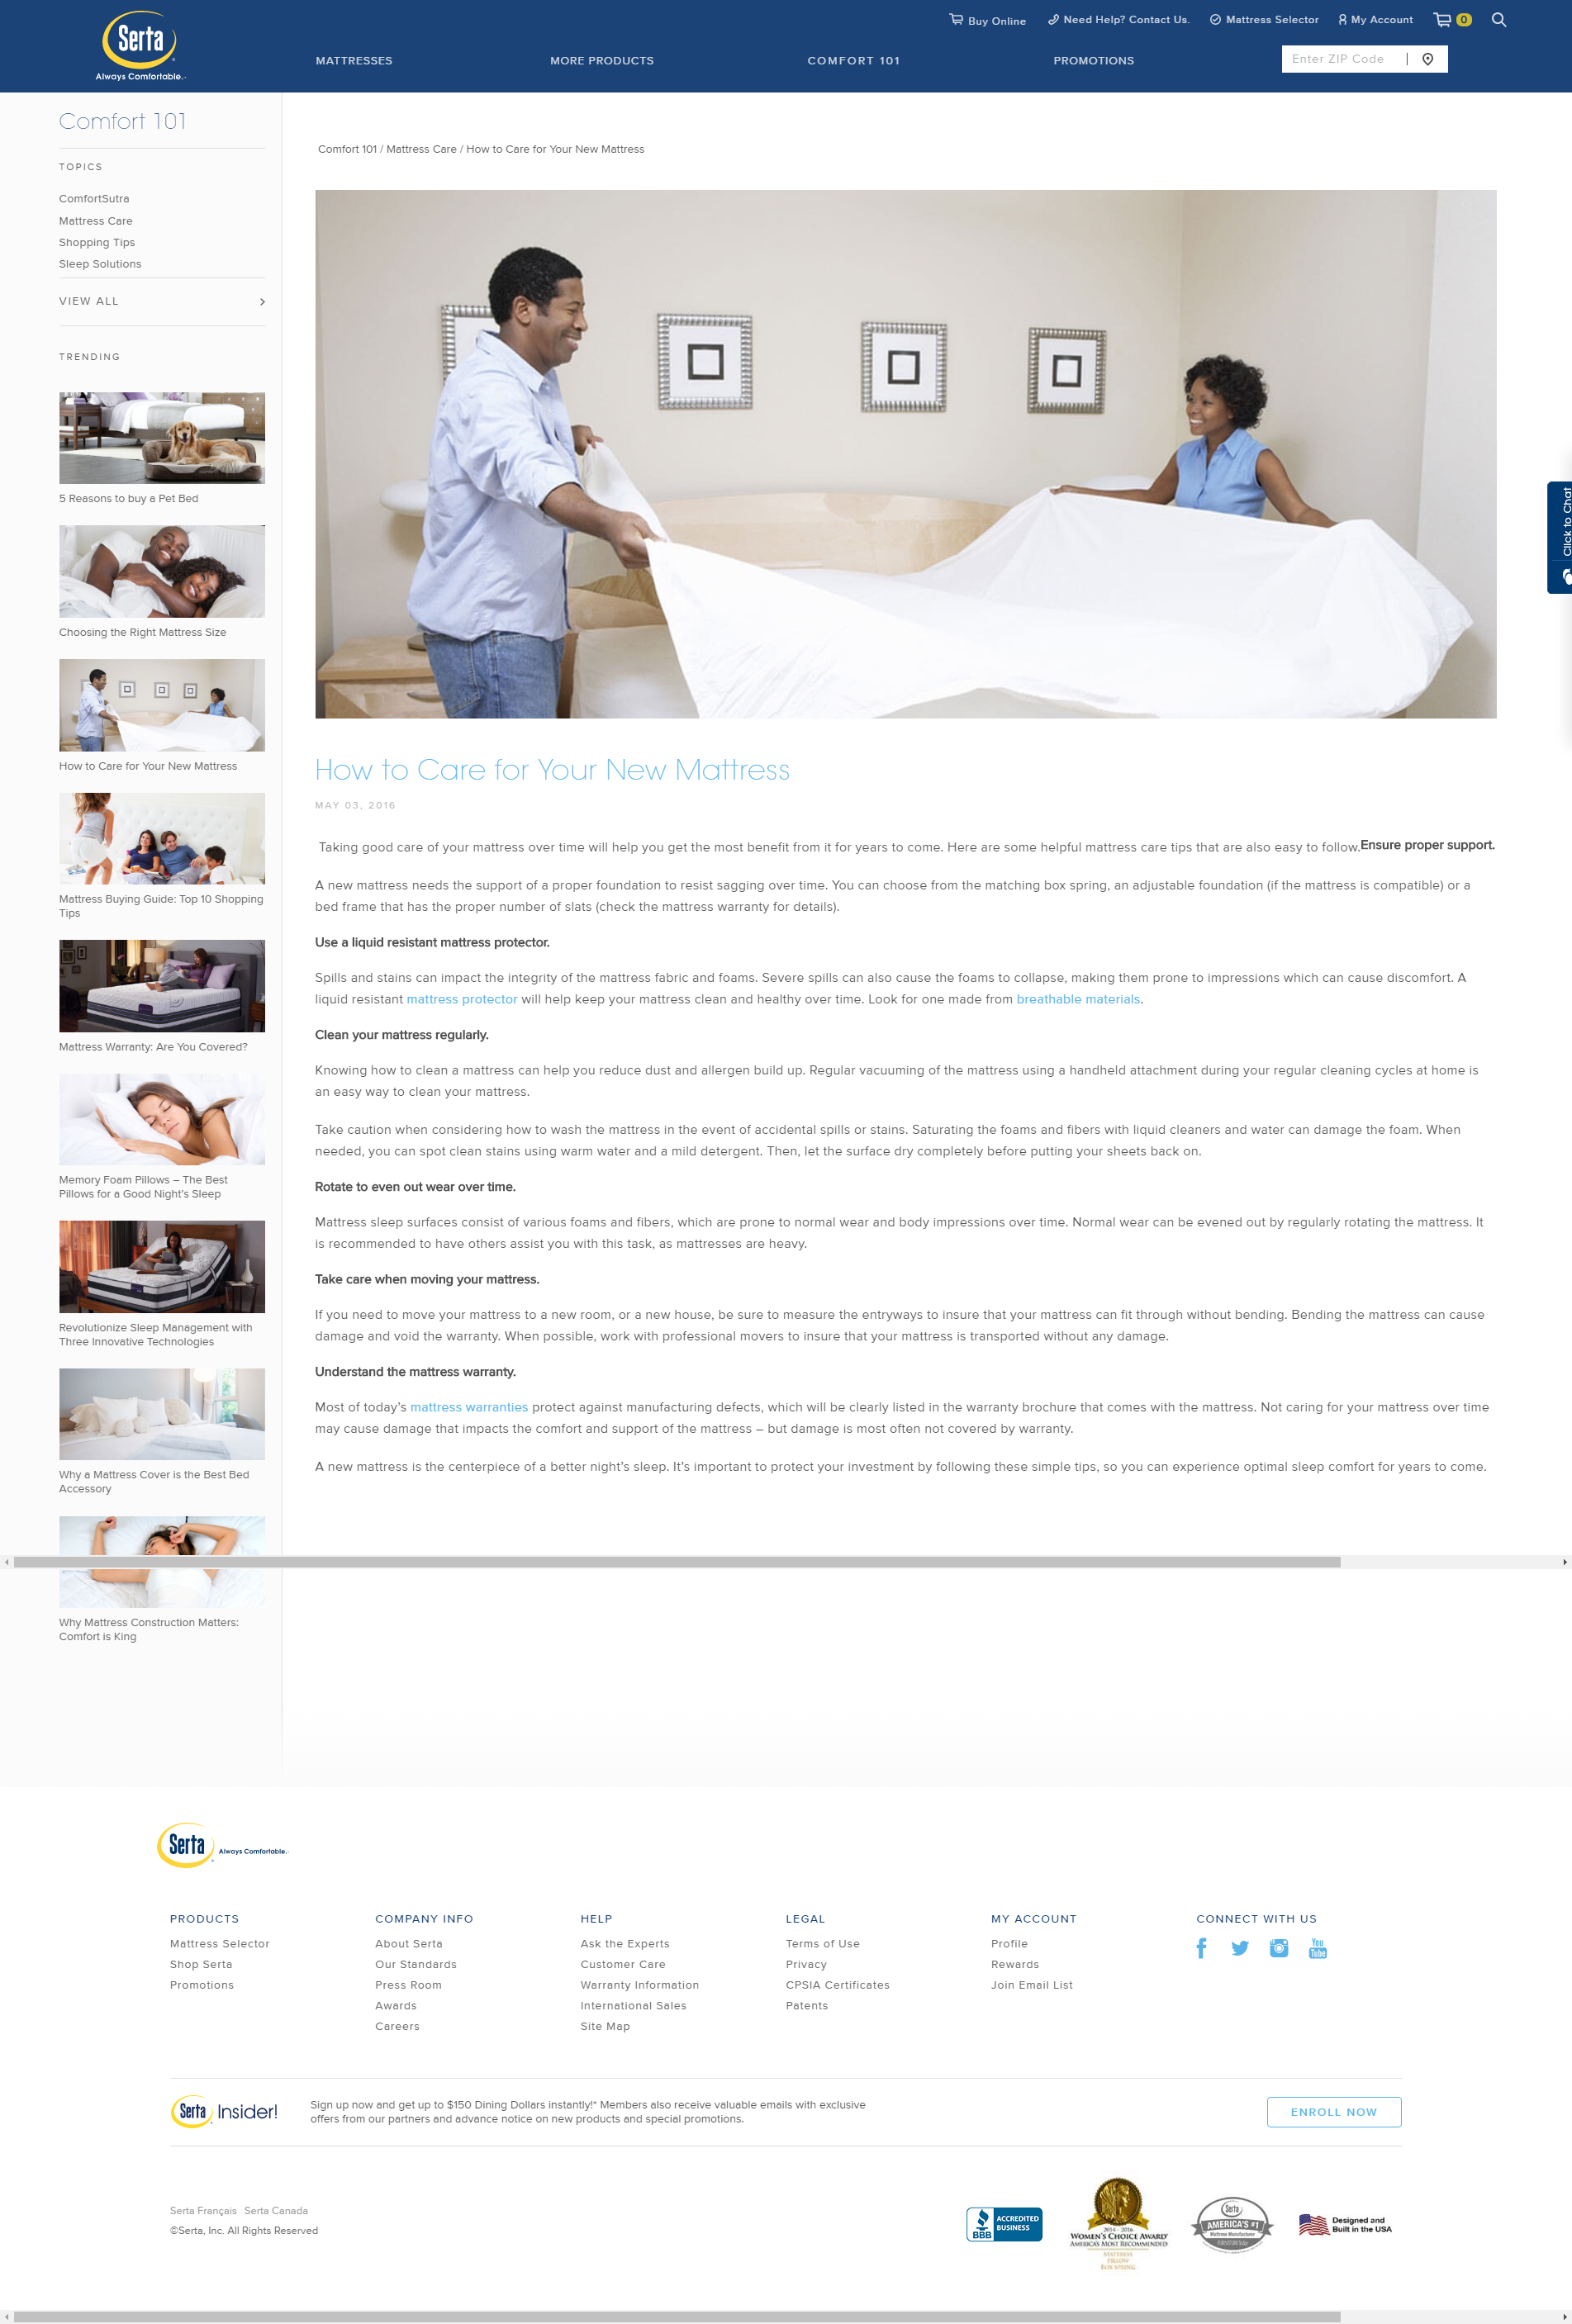 Serta
Always Comfortable.
Buy Online
Need Help? Contact Us.
Mattress Selector
My Account
0
MATTRESSES
MORE PRODUCTS
COMFORT 101
PROMOTIONS
Enter ZIP Code
Comfort 101
TOPICS
ComfortSutra
Mattress Care
Shopping Tips
Sleep Solutions
VIEW ALL
TRENDING
5 Reasons to buy a Pet Bed
Choosing the Right Mattress Size
How to Care for Your New Mattress
Mattress Buying Guide: Top 10 Shopping
Tips
Mattress Warranty: Are You Covered?
Memory Foam Pillows – The Best
Pillows for a Good Night’s Sleep
Revolutionize Sleep Management with
Three Innovative Technologies
Why a Mattress Cover is the Best Bed
Accessory
Why Mattress Construction Matters:
Comfort is King
Comfort 101 / Mattress Care / How to Care for Your New Mattress
Click to Chat
How to Care for Your New Mattress
MAY 03, 2016
Taking good care of your mattress over time will help you get the most benefit from it for years to come. Here are some helpful mattress care tips that are also easy to follow.Ensure proper support.
A new mattress needs the support of a proper foundation to resist sagging over time. You can choose from the matching box spring, an adjustable foundation (if the mattress is compatible) or a
bed frame that has the proper number of slats (check the mattress warranty for details).
Use a liquid resistant mattress protector.
Spills and stains can impact the integrity of the mattress fabric and foams. Severe spills can also cause the foams to collapse, making them prone to impressions which can cause discomfort. A
liquid resistant mattress protector will help keep your mattress clean and healthy over time. Look for one made from breathable materials.
Clean your mattress regularly.
Knowing how to clean a mattress can help you reduce dust and allergen build up. Regular vacuuming of the mattress using a handheld attachment during your regular cleaning cycles at home is
an easy way to clean your mattress.
Take caution when considering how to wash the mattress in the event of accidental spills or stains. Saturating the foams and fibers with liquid cleaners and water can damage the foam. When
needed, you can spot clean stains using warm water and a mild detergent. Then, let the surface dry completely before putting your sheets back on.
Rotate to even out wear over time.
Mattress sleep surfaces consist of various foams and fibers, which are prone to normal wear and body impressions over time. Normal wear can be evened out by regularly rotating the mattress. It
is recommended to have others assist you with this task, as mattresses are heavy.
Take care when moving your mattress.
If you need to move your mattress to a new room, or a new house, be sure to measure the entryways to insure that your mattress can fit through without bending. Bending the mattress can cause
damage and void the warranty. When possible, work with professional movers to insure that your mattress is transported without any damage.
Understand the mattress warranty.
Most of today’s mattress warranties protect against manufacturing defects, which will be clearly listed in the warranty brochure that comes with the mattress. Not caring for your mattress over time
may cause damage that impacts the comfort and support of the mattress – but damage is most often not covered by warranty.
A new mattress is the centerpiece of a better night’s sleep. It’s important to protect your investment by following these simple tips, so you can experience optimal sleep comfort for years to come.
Serta
Always Comfortable.
PRODUCTS
Mattress Selector
Shop Serta
Promotions
COMPANY INFO
About Serta
Our Standards
Press Room
Awards
Careers
HELP
Ask the Experts
Customer Care
Warranty Information
International Sales
Site Map
LEGAL
Terms of Use
Privacy
CPSIA Certificates
Patents
MY ACCOUNT
Profile
Rewards
Join Email List
CONNECT WITH US
You
Tube
Serta Insider!
Sign up now and get up to $150 Dining Dollars instantly!* Members also receive valuable emails with exclusive
offers from our partners and advance notice on new products and special promotions.
ENROLL NOW
Serta Français Serta Canada
©Serta, Inc. All Rights Reserved
BBB
ACCREDITED
BUSINESS
2014 - 2016
WOMEN'S CHOICE AWARD
AMERICA'S MOST RECOMMENDED
MATTRESS
PILLOW
BOX SPRING
Serta
AMERICA'S #1
Mattress Manufacturer
Designed and
Built in the USA